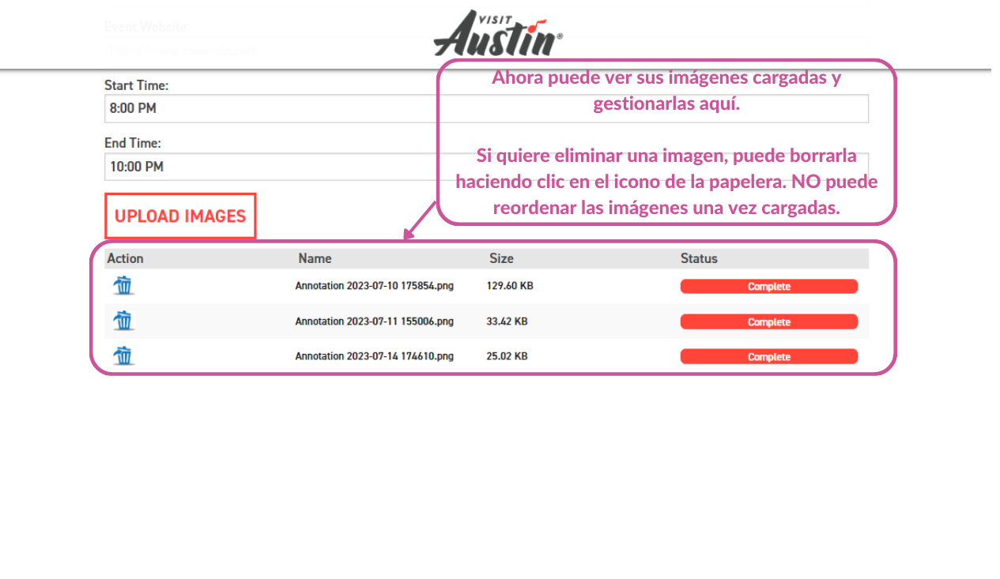 Event Website:
VISIT
Austin®
Ahora puede ver sus imágenes cargadas y
gestionarlas aquí.
Start Time:
8:00 PM
End Time:
10:00 PM
Si quiere eliminar una imagen, puede borrarla
haciendo clic en el icono de la papelera. NO puede
reordenar las imágenes una vez cargadas.
UPLOAD IMAGES
Action Name Size Status
Annotation 2023-07-10 175854.png 129.60 KB Complete
Annotation 2023-07-11 155006.png 33.42 KB Complete
Annotation 2023-07-14 174610.png 25.02 KB Complete